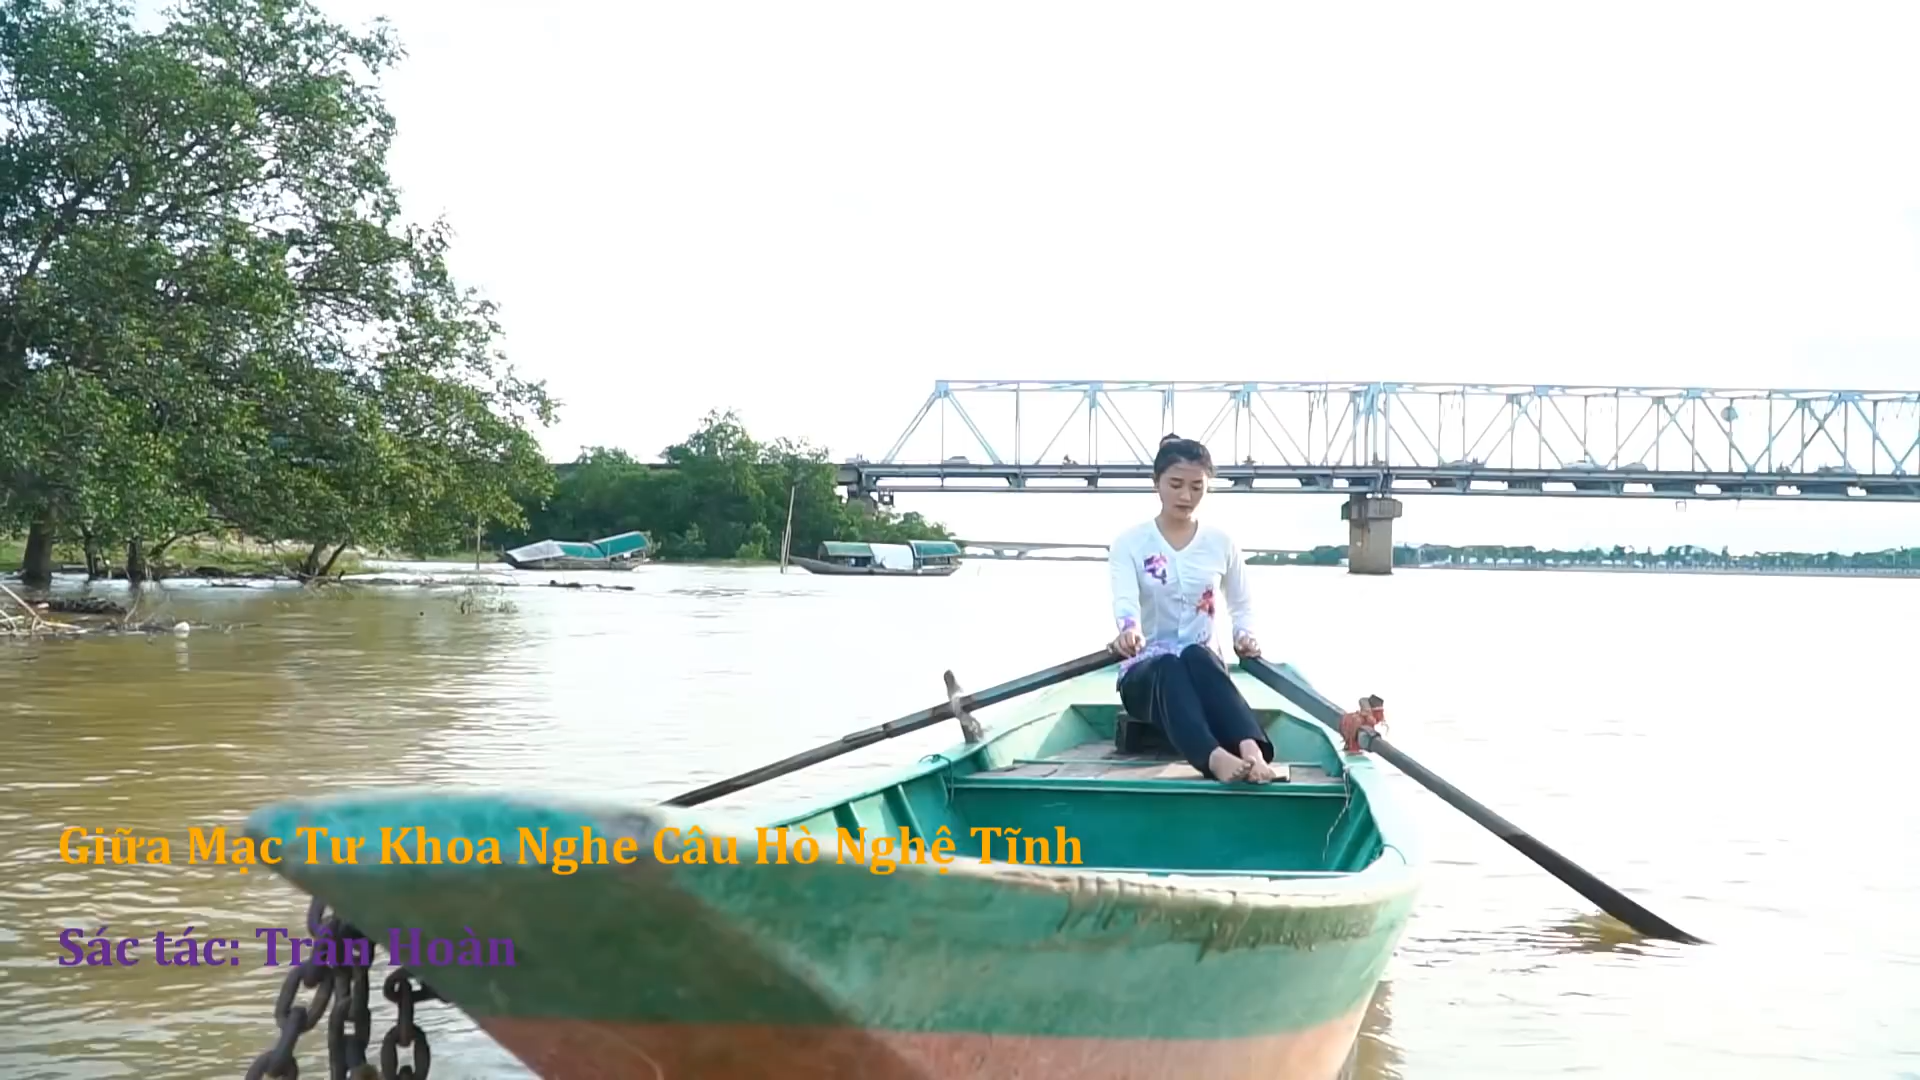 Giữa Mạc Tư Khoa Nghe Câu Hò Nghệ Tĩnh
Sác tác: Trần Hoàn